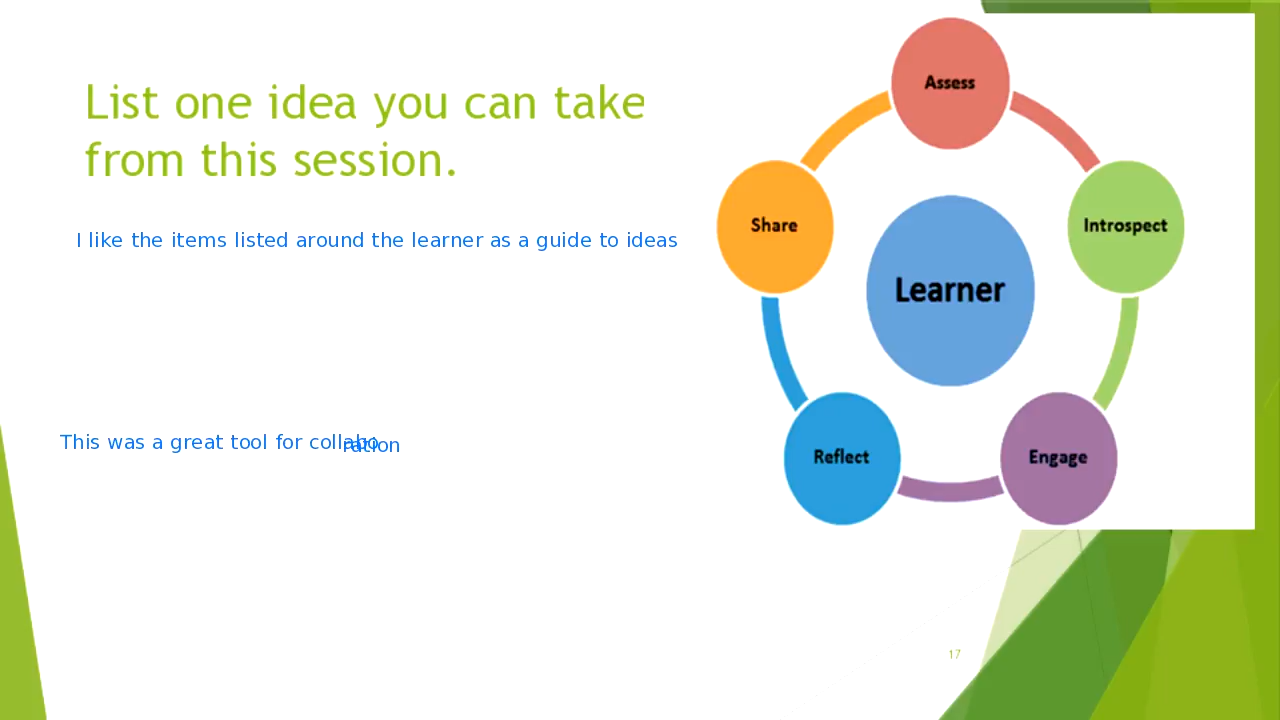 List one idea you can take
from this session.
I like the items listed around the learner as a guide to ideas
This was a great tool for collabo
ration
Assess
Share
Introspect
Learner
Reflect
Engage
17